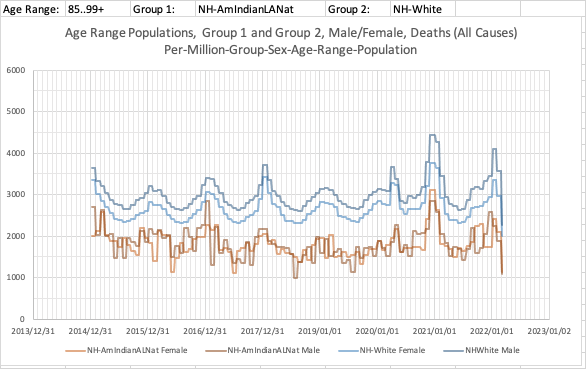 Age Range: 85..99+ Group 1: NH-AmIndianLANat Group 2: NH-White
Age Range Populations, Group 1 and Group 2, Male/Female, Deaths (All Causes)
Per-Million-Group-Sex-Age-Range-Population
6000
5000
4000
3000
2000
1000
0
2013/12/31 2014/12/31 2015/12/31 2016/12/31 2017/12/31 2019/01/01 2020/01/01 2021/01/01 2022/01/01 2023/01/02
NH-AmIndianALNat Female NH-AmIndianALNat Male NH-White Female NHWhite Male